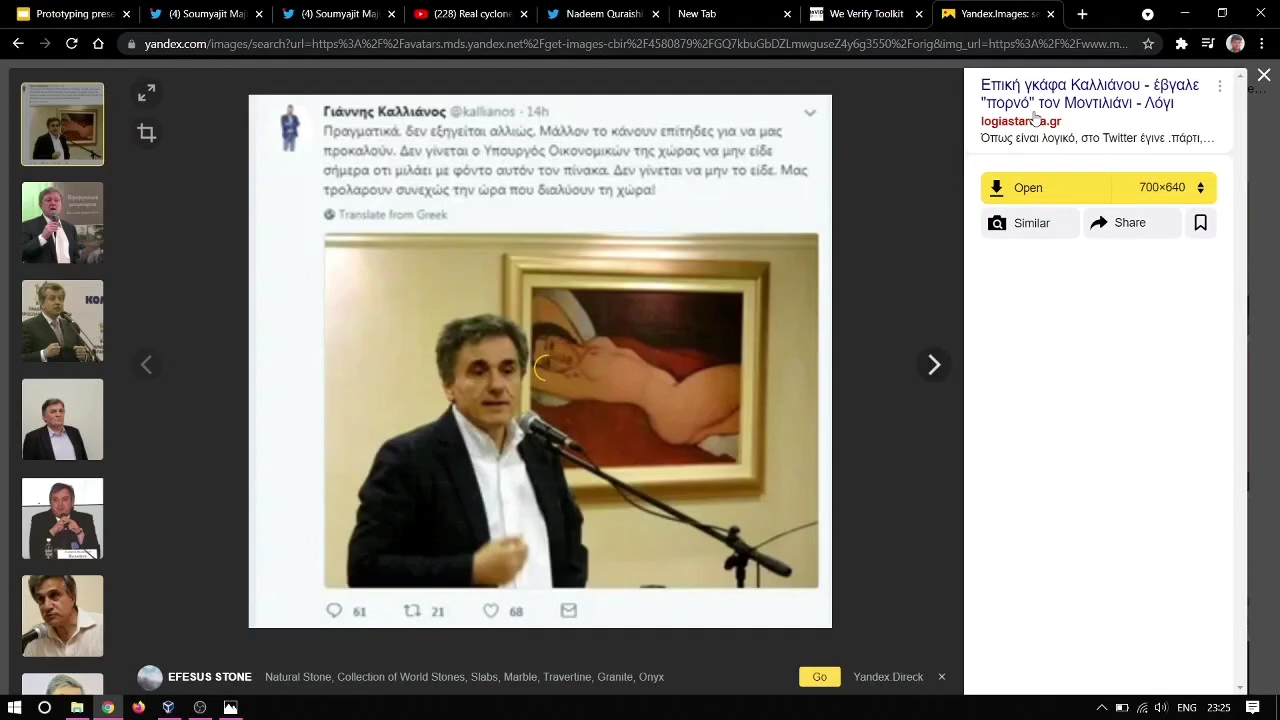 Prototyping prese
(4) Soumyajit Maji
(4) Soumyajit Maji
(228) Real cyclone
Nadeem Quraishi
New Tab
We Verify Toolkit
Yandex.Images: se
yandex.com/images/search?url=https%3A%2F%2Favatars.mds.yandex.net%2Fget-images-cbir%2F4580879%2FGQ7kbuGbDZLmwguseZ4y6g3550%2Forig&img_url=https%3A%2F%2Fwww.m...
Επική γκάφα Καλλιάνου - έβγαλε
"πορνό" τον Μοντιλιάνι - Λόγι
Όπως είναι λογικό, στο Twitter έγινε .πάρτι,...
Open 700×640
Similar Share
Γιάννης Καλλιάνος @kallianos · 14h
Πραγματικά. δεν εξηγείται αλλιώς. Μάλλον το κάνουν επίτηδες για να μας
προκαλούν. Δεν γίνεται ο Υπουργός Οικονομικών της χώρας να μην είδε
σήμερα οτι μιλάει με φόντο αυτόν τον πίνακα. Δεν γίνεται να μην το είδε. Μας
τρολαρουν συνεχώς την ώρα που διαλύουν τη χώρα!
Translate from Greek
61 21 68
EFESUS STONE Natural Stone, Collection of World Stones, Slabs, Marble, Travertine, Granite, Onyx Go Yandex.Direck
ENG 23:25